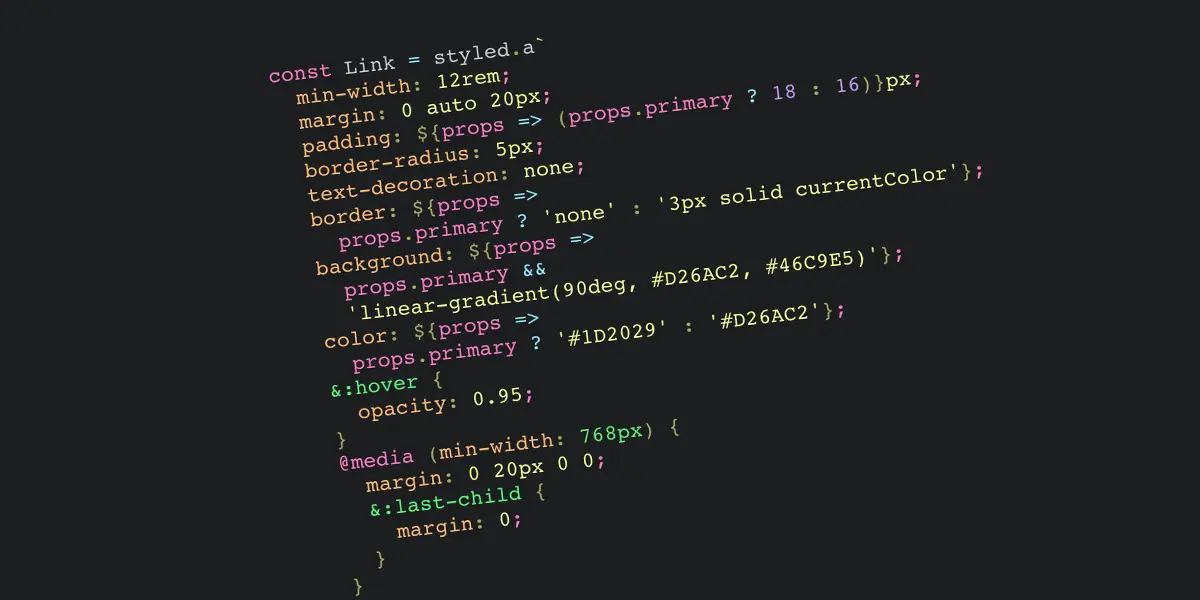 const Link = styled.a`
  min-width: 12rem;
  margin: 0 auto 20px;
  padding: ${props => (props.primary ? 18 : 16)}px;
  border-radius: 5px;
  text-decoration: none;
  border: ${props =>
    props.primary ? 'none' : '3px solid currentColor'};
  background: ${props =>
    props.primary &&
    'linear-gradient(90deg, #D26AC2, #46C9E5)'};
  color: ${props =>
    props.primary ? '#1D2029' : '#D26AC2'};
  &:hover {
    opacity: 0.95;
  }
  @media (min-width: 768px) {
    margin: 0 20px 0 0;
    &:last-child {
      margin: 0;
    }
  }